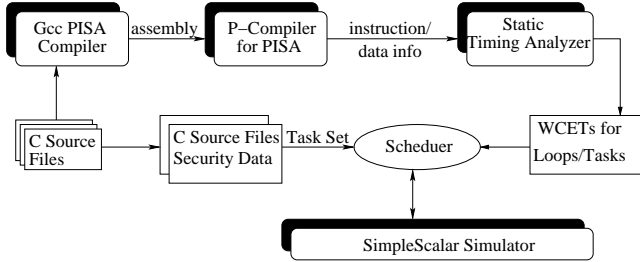 Gcc PISA
Compiler
assembly
P−Compiler
for PISA
instruction/
data info
Static
Timing Analyzer
C Source
Files
C Source Files
Security Data
Task Set
Scheduer
WCETs for
Loops/Tasks
SimpleScalar Simulator